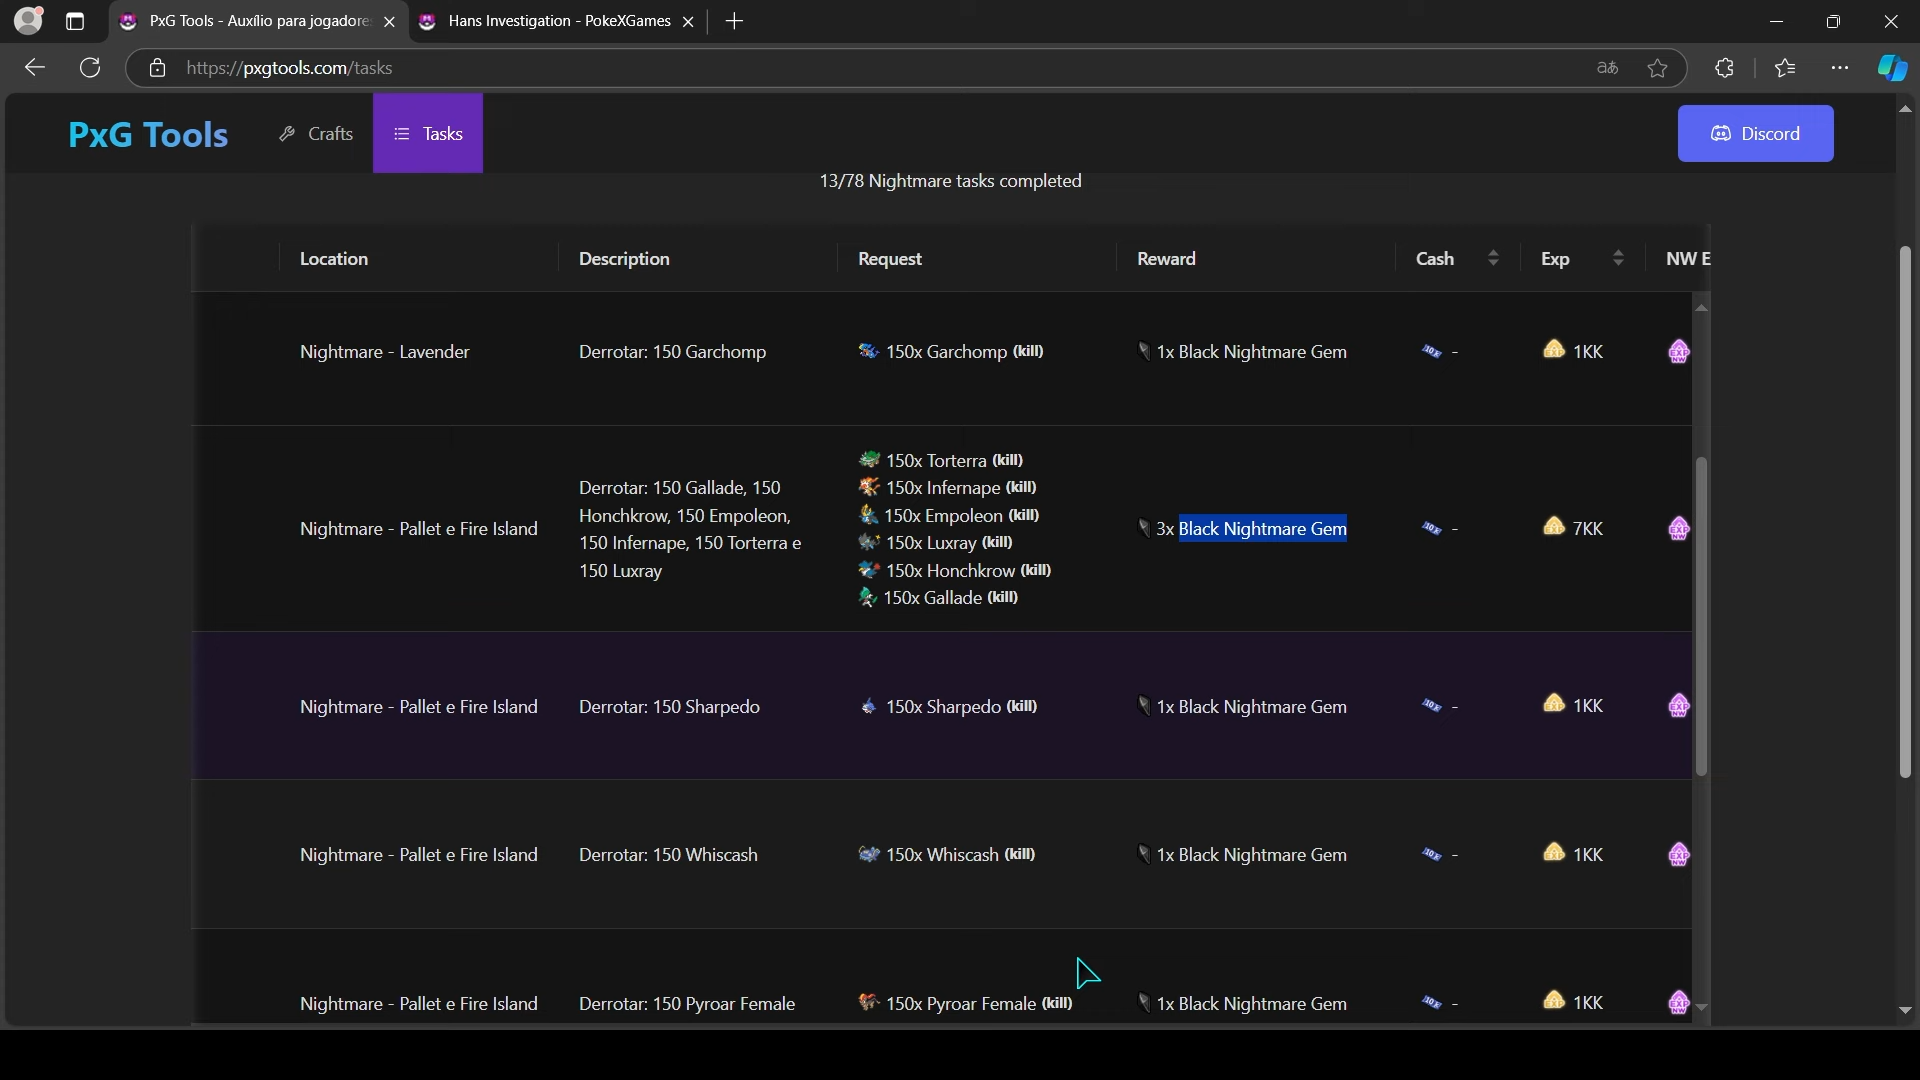 PxG Tools - Auxílio para jogadore
Hans Investigation - PokeXGames
https://pxgtools.com/tasks
PxG Tools
Crafts
Tasks
Discord
13/78 Nightmare tasks completed
Location Description Request Reward Cash Exp NW E
Nightmare - Lavender
Derrotar: 150 Garchomp
150x Garchomp (kill)
1x Black Nightmare Gem
-
1KK
Nightmare - Pallet e Fire Island
Derrotar: 150 Gallade, 150
Honchkrow, 150 Empoleon,
150 Infernape, 150 Torterra e
150 Luxray
150x Torterra (kill)
150x Infernape (kill)
150x Empoleon (kill)
150x Luxray (kill)
150x Honchkrow (kill)
150x Gallade (kill)
3x Black Nightmare Gem
-
7KK
Nightmare - Pallet e Fire Island
Derrotar: 150 Sharpedo
150x Sharpedo (kill)
1x Black Nightmare Gem
-
1KK
Nightmare - Pallet e Fire Island
Derrotar: 150 Whiscash
150x Whiscash (kill)
1x Black Nightmare Gem
-
1KK
Nightmare - Pallet e Fire Island
Derrotar: 150 Pyroar Female
150x Pyroar Female (kill)
1x Black Nightmare Gem
-
1KK